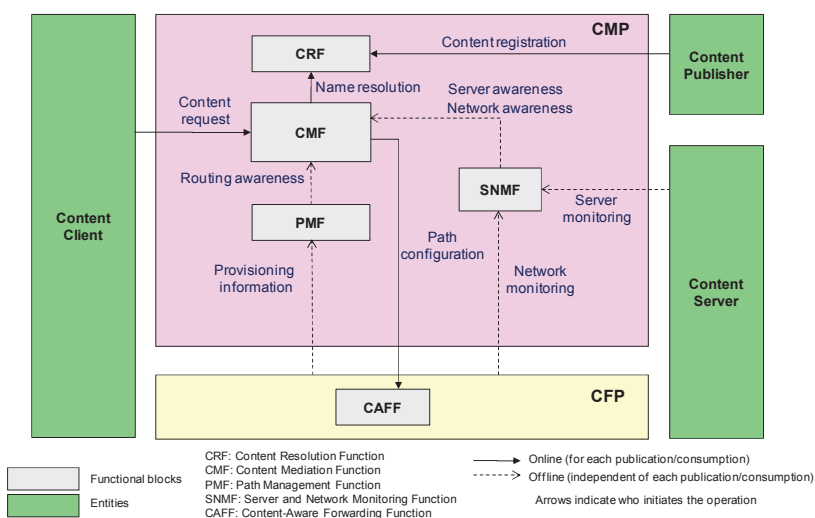 CMP
Content registration
CRF
Content
Publisher
Name resolution
Server awareness
Network awareness
Content
request
CMF
Routing awareness
SNMF
Server
monitoring
Content
Client
PMF
Path
configuration
Provisioning
information
Network
monitoring
Content
Server
CFP
CAFF
Functional blocks
Entities
CRF: Content Resolution Function
CMF: Content Mediation Function
PMF: Path Management Function
SNMF: Server and Network Monitoring Function
CAFF: Content-Aware Forwarding Function
Online (for each publication/consumption)
Offline (independent of each publication/consumption)
Arrows indicate who initiates the operation